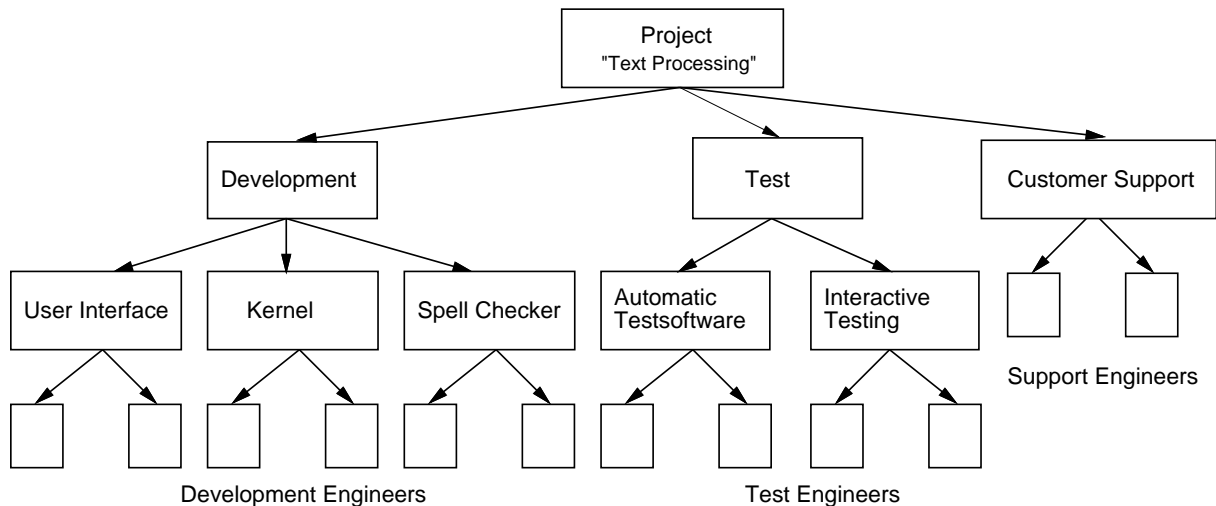 Project
"Text Processing"
Development
Test
Customer Support
User Interface
Kernel
Spell Checker
Automatic
Testsoftware
Interactive
Testing
Support Engineers
Development Engineers
Test Engineers